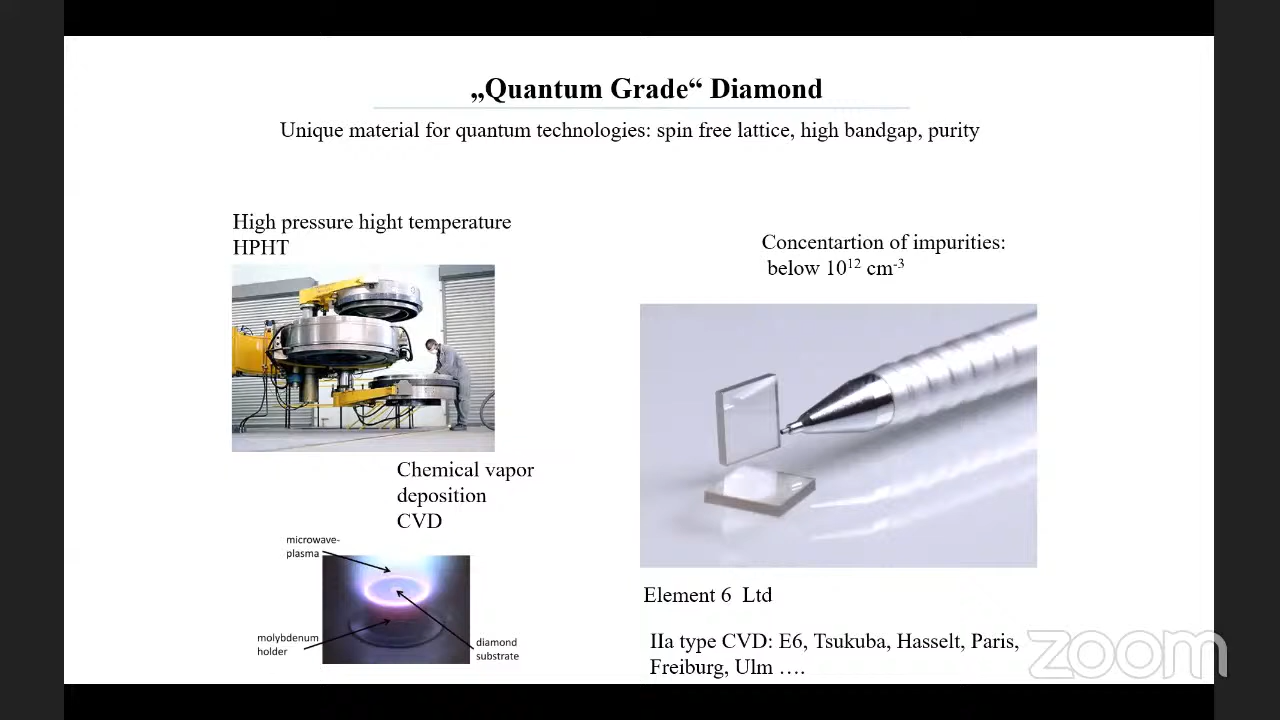 „Quantum Grade“ Diamond
Unique material for quantum technologies: spin free lattice, high bandgap, purity
High pressure hight temperature
HPHT
Concentartion of impurities:
below 10¹² cm⁻³
Chemical vapor
deposition
CVD
microwave-
plasma
molybdenum
holder
diamond
substrate
Element 6 Ltd
IIa type CVD: E6, Tsukuba, Hasselt, Paris,
Freiburg, Ulm ….
zoom